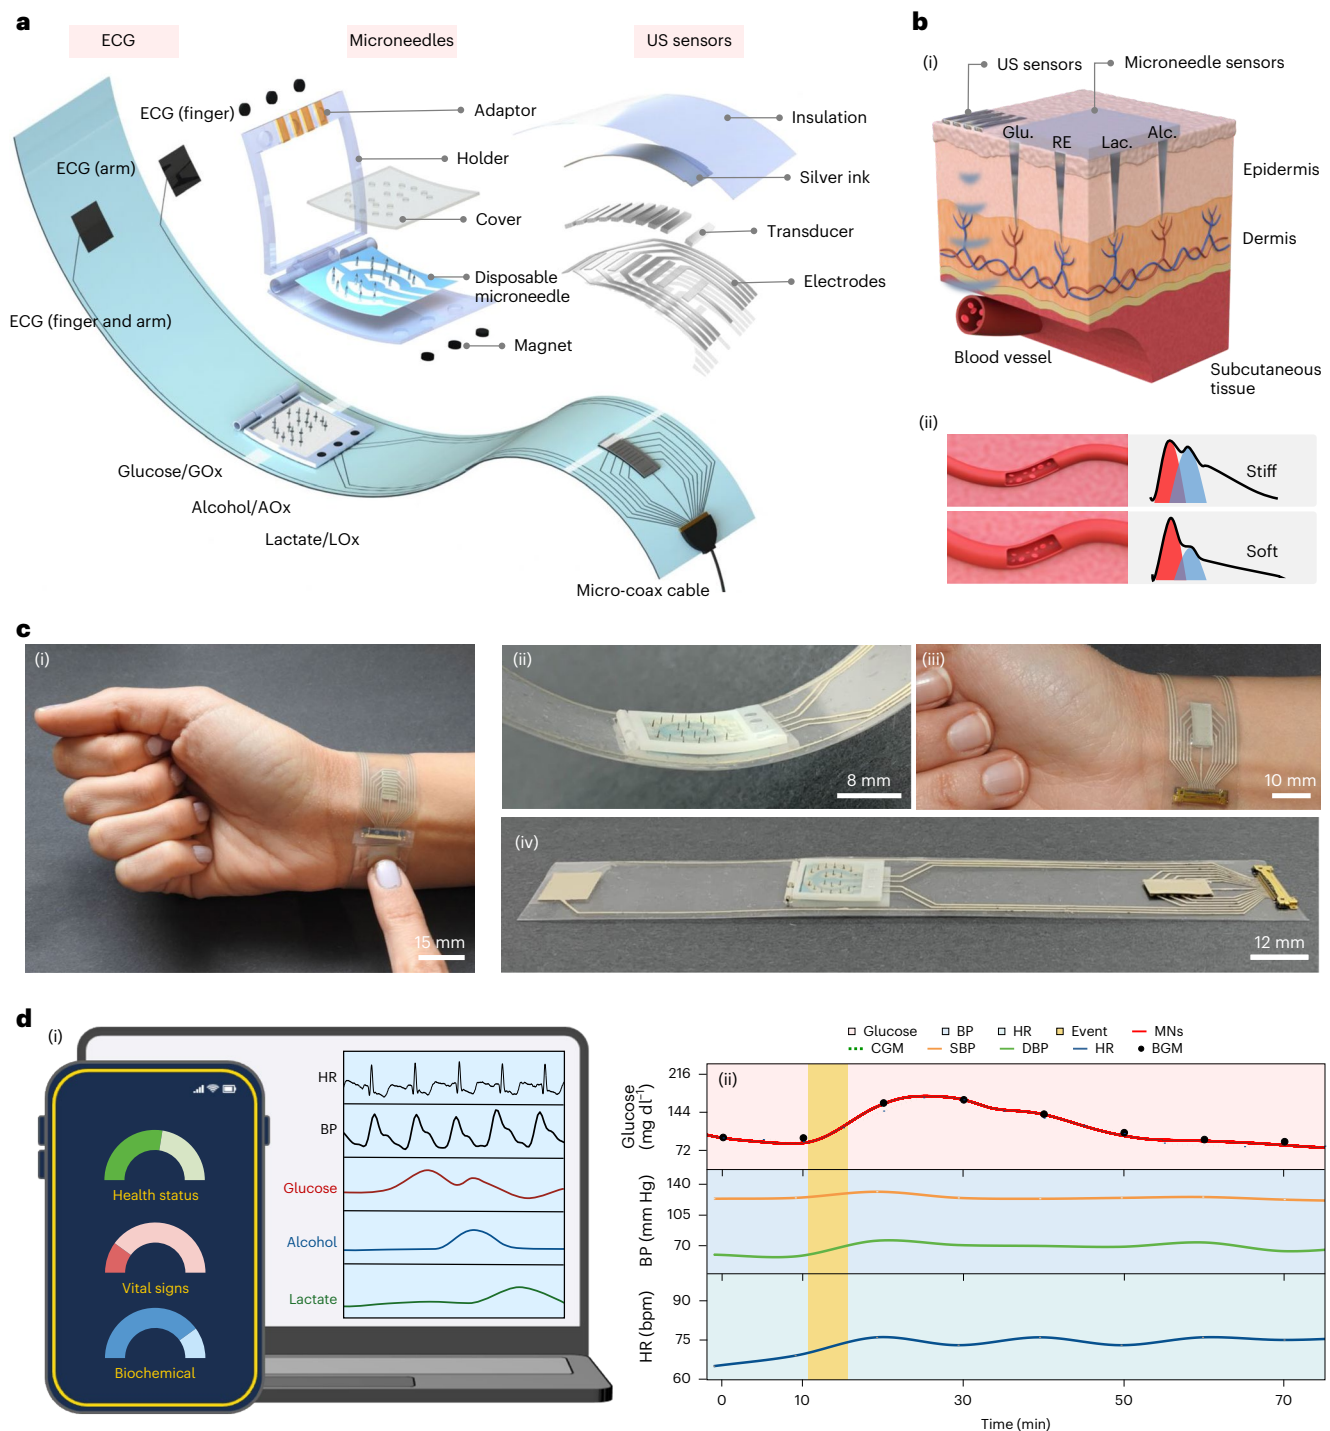 a
ECG
Microneedles
US sensors
ECG (finger)
ECG (arm)
ECG (finger and arm)
Adaptor
Holder
Cover
Disposable
microneedle
Magnet
Insulation
Silver ink
Transducer
Electrodes
Glucose/GOx
Alcohol/AOx
Lactate/LOx
Micro-coax cable
b
(i)
US sensors
Microneedle sensors
Glu.
RE
Lac.
Alc.
Epidermis
Dermis
Blood vessel
Subcutaneous
tissue
(ii)
Stiff
Soft
c
(i)
15 mm
(ii)
8 mm
(iii)
10 mm
(iv)
12 mm
d
(i)
Health status
Vital signs
Biochemical
HR
BP
Glucose
Alcohol
Lactate
Glucose BP HR Event MNs
CGM SBP DBP HR BGM
(ii)
Glucose
(mg dl⁻¹)
216
144
72
BP (mm Hg)
140
105
70
HR (bpm)
90
75
60
0 10 30 50 70
Time (min)